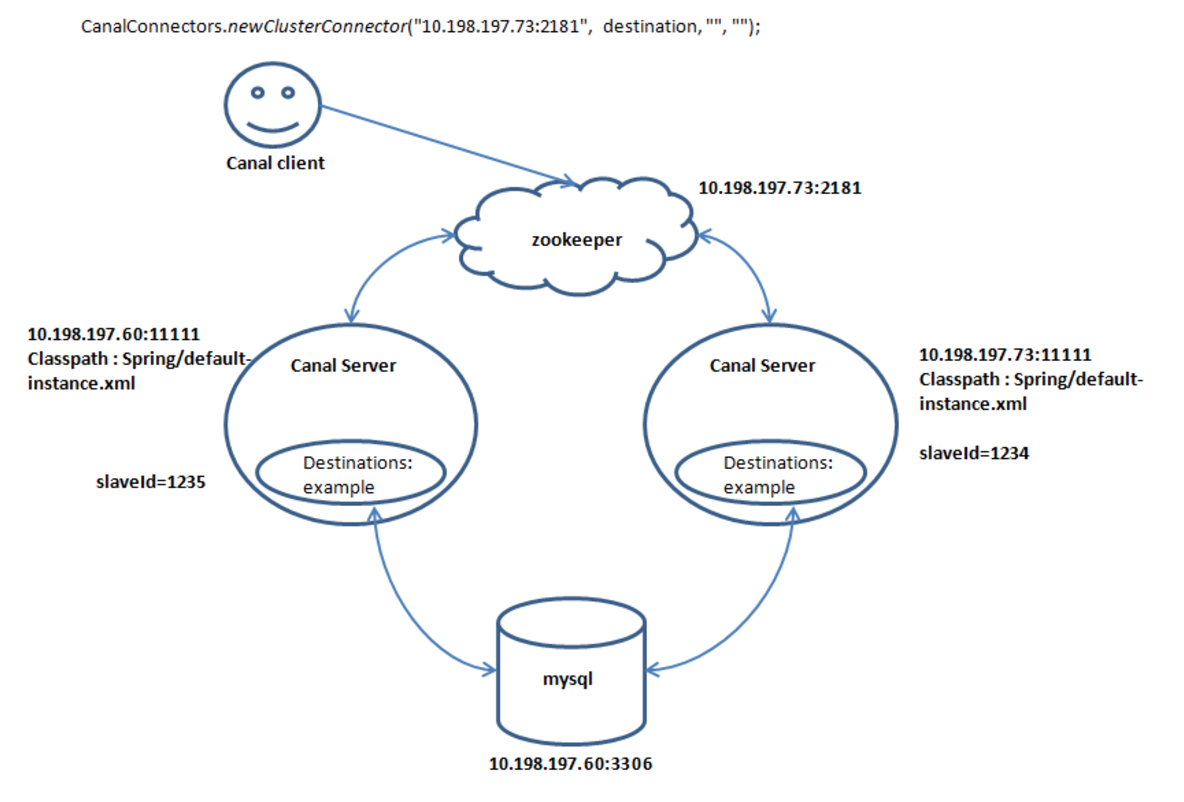 CanalConnectors.newClusterConnector("10.198.197.73:2181", destination, "", "");
Canal client
10.198.197.73:2181
zookeeper
10.198.197.60:11111
Classpath : Spring/default-
instance.xml
Canal Server
Canal Server
10.198.197.73:11111
Classpath : Spring/default-
instance.xml
slaveId=1234
Destinations:
example
slaveId=1235
Destinations:
example
mysql
10.198.197.60:3306